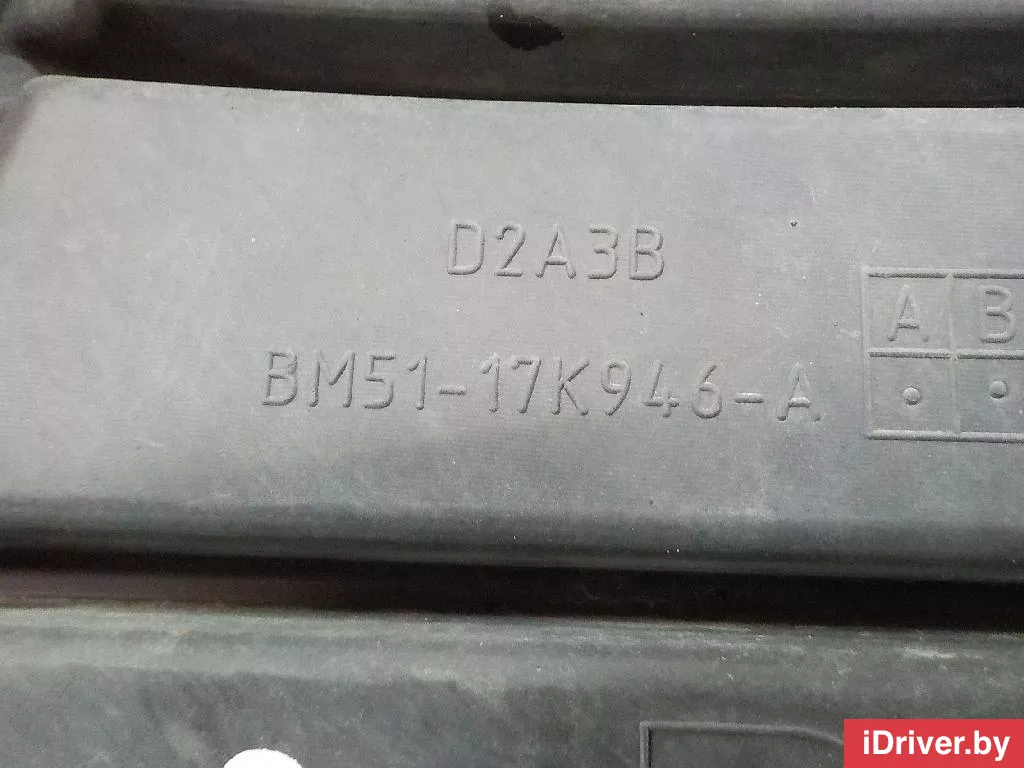 D2A3B
BM51-17K946-A
A B
iDriver.by